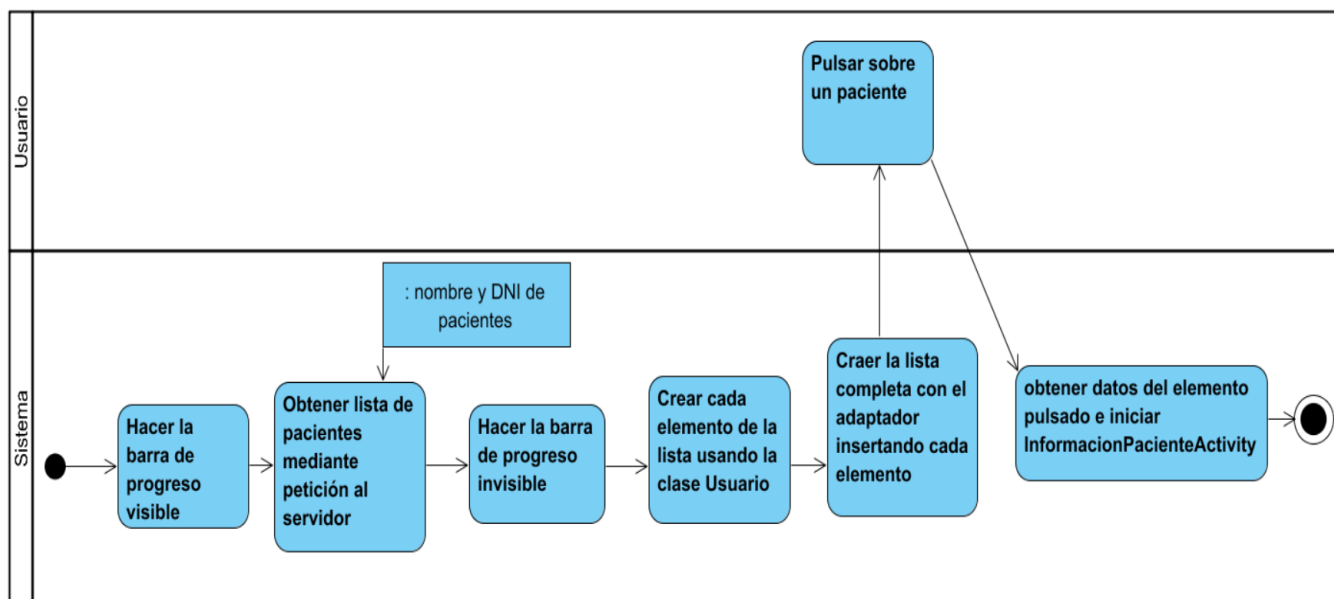 Usuario
Pulsar sobre
un paciente
Sistema
: nombre y DNI de
pacientes
Hacer la
barra de
progreso
visible
Obtener lista de
pacientes
mediante
petición al
servidor
Hacer la barra
de progreso
invisible
Crear cada
elemento de la
lista usando la
clase Usuario
Craer la lista
completa con el
adaptador
insertando cada
elemento
obtener datos del elemento
pulsado e iniciar
InformacionPacienteActivity